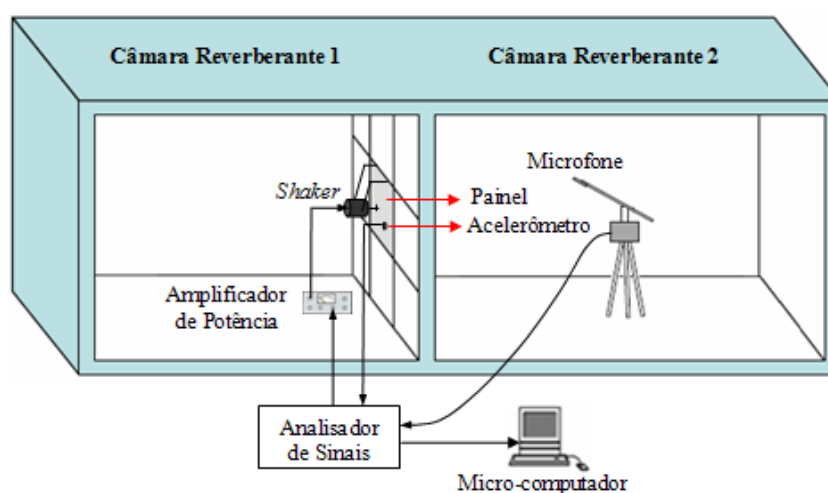 Câmara Reverberante 1
Câmara Reverberante 2
Microfone
Shaker
Painel
Acelerômetro
Amplificador
de Potência
Analisador
de Sinais
Micro-computador